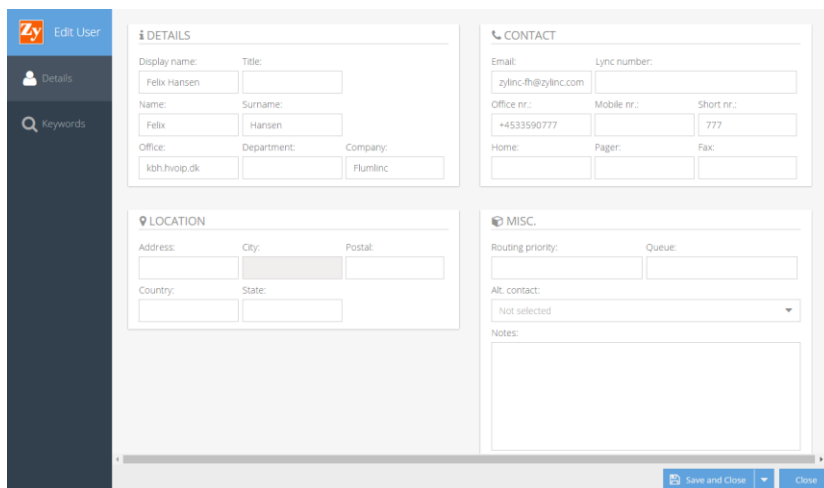 Zy Edit User
Details
Keywords
DETAILS
Display name: Title:
Felix Hansen
Name: Surname:
Felix Hansen
Office: Department: Company:
kbh.hvoip.dk Flumlinc
CONTACT
Email: Lync number:
zylinc-fh@zylinc.com
Office nr.: Mobile nr.: Short nr.:
+4533590777 777
Home: Pager: Fax:
LOCATION
Address: City: Postal:
Country: State:
MISC.
Routing priority: Queue:
Alt. contact:
Not selected
Notes:
Save and Close Close